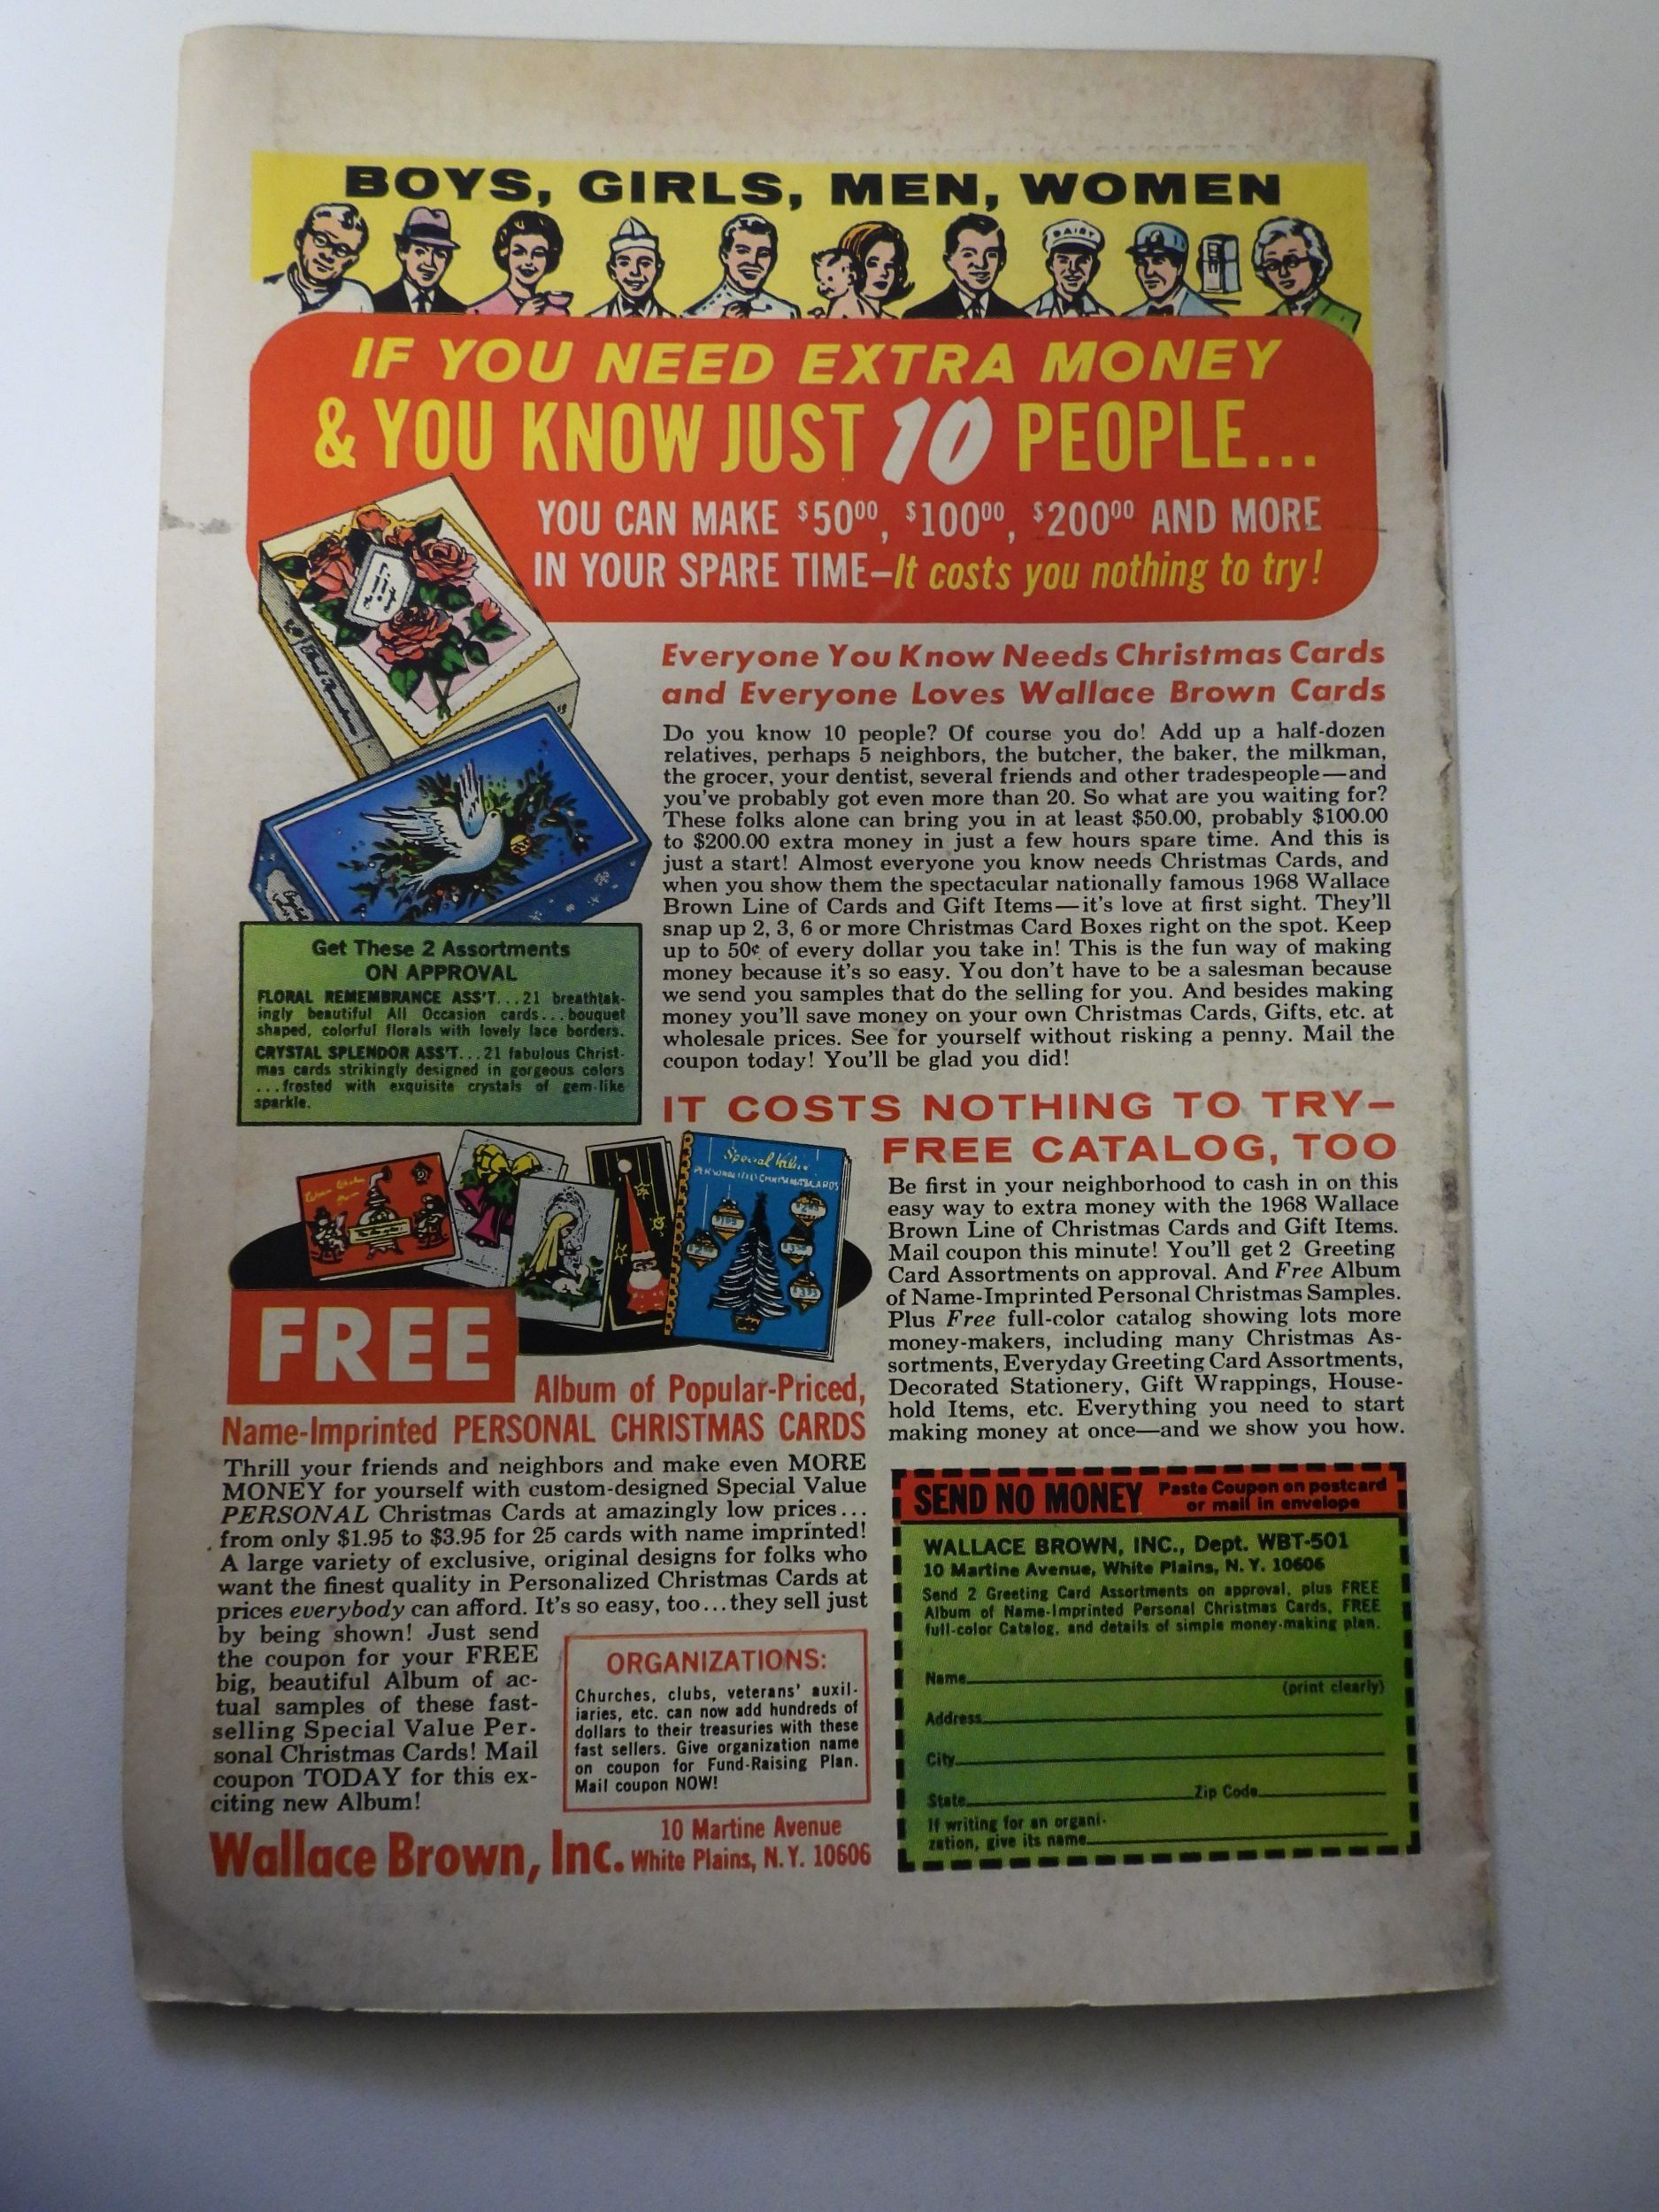 BOYS, GIRLS, MEN, WOMEN
DAIRY
IF YOU NEED EXTRA MONEY
& YOU KNOW JUST 10 PEOPLE...
YOU CAN MAKE $50⁰⁰, $100⁰⁰, $200⁰⁰ AND MORE
IN YOUR SPARE TIME—It costs you nothing to try!
Everyone You Know Needs Christmas Cards
and Everyone Loves Wallace Brown Cards
Do you know 10 people? Of course you do! Add up a half-dozen
relatives, perhaps 5 neighbors, the butcher, the baker, the milkman,
the grocer, your dentist, several friends and other tradespeople—and
you've probably got even more than 20. So what are you waiting for?
These folks alone can bring you in at least $50.00, probably $100.00
to $200.00 extra money in just a few hours spare time. And this is
just a start! Almost everyone you know needs Christmas Cards, and
when you show them the spectacular nationally famous 1968 Wallace
Brown Line of Cards and Gift Items—it's love at first sight. They'll
snap up 2, 3, 6 or more Christmas Card Boxes right on the spot. Keep
up to 50¢ of every dollar you take in! This is the fun way of making
money because it's so easy. You don't have to be a salesman because
we send you samples that do the selling for you. And besides making
money you'll save money on your own Christmas Cards, Gifts, etc. at
wholesale prices. See for yourself without risking a penny. Mail the
coupon today! You'll be glad you did!
Get These 2 Assortments
ON APPROVAL
FLORAL REMEMBRANCE ASS'T...21 breathtak-
ingly beautiful All Occasion cards...bouquet
shaped, colorful florals with lovely lace borders.
CRYSTAL SPLENDOR ASS'T...21 fabulous Christ-
mas cards strikingly designed in gorgeous colors
...frosted with exquisite crystals of gem-like
sparkle.
IT COSTS NOTHING TO TRY—
FREE CATALOG, TOO
Be first in your neighborhood to cash in on this
easy way to extra money with the 1968 Wallace
Brown Line of Christmas Cards and Gift Items.
Mail coupon this minute! You'll get 2 Greeting
Card Assortments on approval. And Free Album
of Name-Imprinted Personal Christmas Samples.
Plus Free full-color catalog showing lots more
money-makers, including many Christmas As-
sortments, Everyday Greeting Card Assortments,
Decorated Stationery, Gift Wrappings, House-
hold Items, etc. Everything you need to start
making money at once—and we show you how.
Special Value
PERSONALIZED CHRISTMAS CARDS
FREE
Album of Popular-Priced,
Name-Imprinted PERSONAL CHRISTMAS CARDS
Thrill your friends and neighbors and make even MORE
MONEY for yourself with custom-designed Special Value
PERSONAL Christmas Cards at amazingly low prices...
from only $1.95 to $3.95 for 25 cards with name imprinted!
A large variety of exclusive, original designs for folks who
want the finest quality in Personalized Christmas Cards at
prices everybody can afford. It's so easy, too...they sell just
by being shown! Just send
the coupon for your FREE
big, beautiful Album of ac-
tual samples of these fast-
selling Special Value Per-
sonal Christmas Cards! Mail
coupon TODAY for this ex-
citing new Album!
ORGANIZATIONS:
Churches, clubs, veterans' auxil-
iaries, etc. can now add hundreds of
dollars to their treasuries with these
fast sellers. Give organization name
on coupon for Fund-Raising Plan.
Mail coupon NOW!
Wallace Brown, Inc. 10 Martine Avenue
White Plains, N.Y. 10606
SEND NO MONEY Paste Coupon on postcard
or mail in envelope
WALLACE BROWN, INC., Dept. WBT-501
10 Martine Avenue, White Plains, N.Y. 10606
Send 2 Greeting Card Assortments on approval, plus FREE
Album of Name-Imprinted Personal Christmas Cards, FREE
full-color Catalog, and details of simple money-making plan.
Name
(print clearly)
Address
City
State Zip Code
If writing for an organi-
zation, give its name